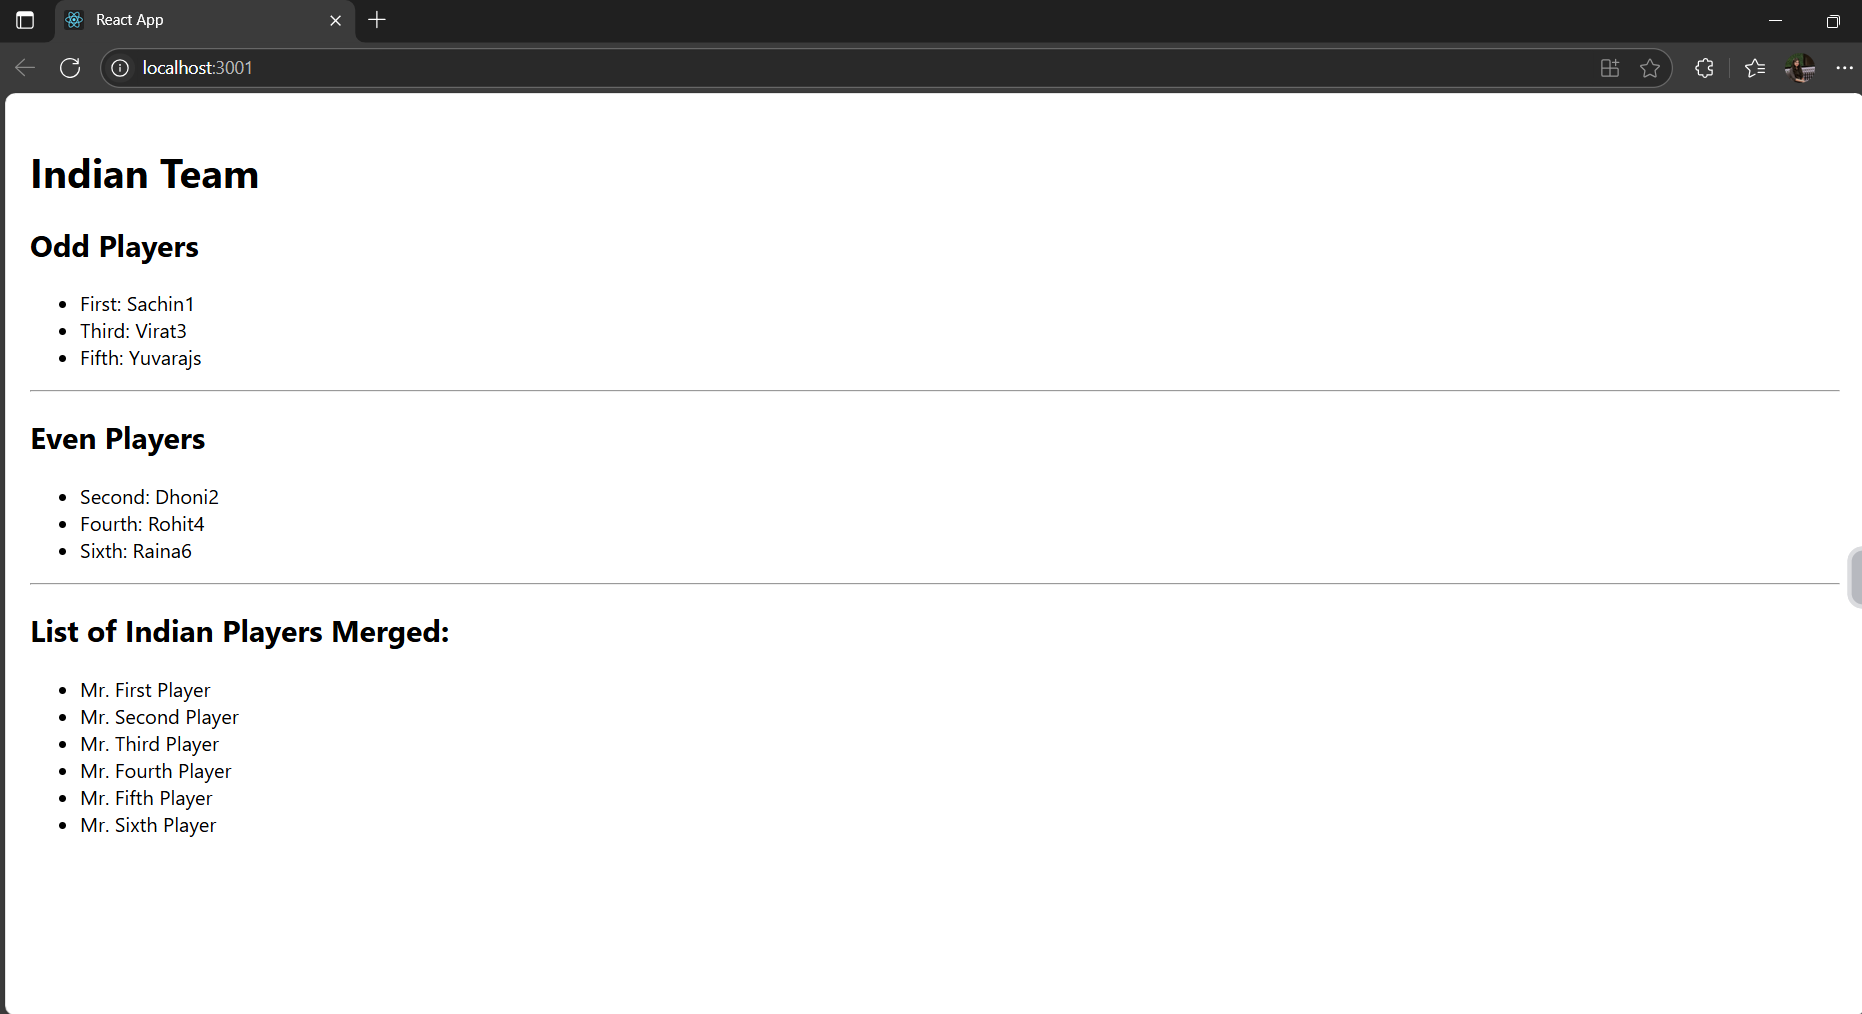 React App
localhost:3001
Indian Team
Odd Players
First: Sachin1
Third: Virat3
Fifth: Yuvarajs
Even Players
Second: Dhoni2
Fourth: Rohit4
Sixth: Raina6
List of Indian Players Merged:
Mr. First Player
Mr. Second Player
Mr. Third Player
Mr. Fourth Player
Mr. Fifth Player
Mr. Sixth Player